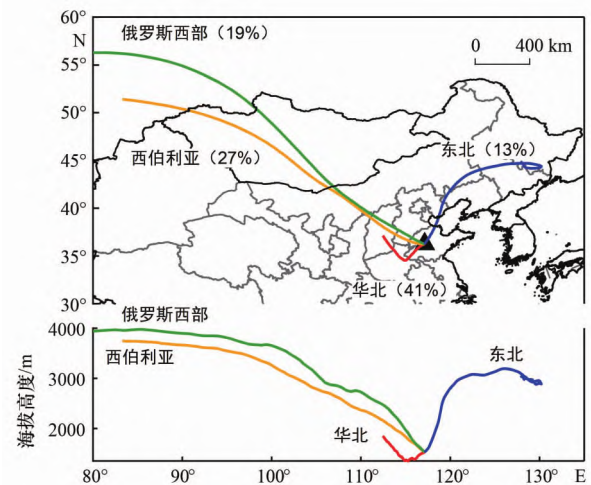 60°
N
55°
50°
45°
40°
35°
30°
俄罗斯西部（19%）
0 400 km
西伯利亚（27%）
东北（13%）
华北（41%）
海拔高度/m
4000
3000
2000
俄罗斯西部
西伯利亚
东北
华北
80° 90° 100° 110° 120° 130° E